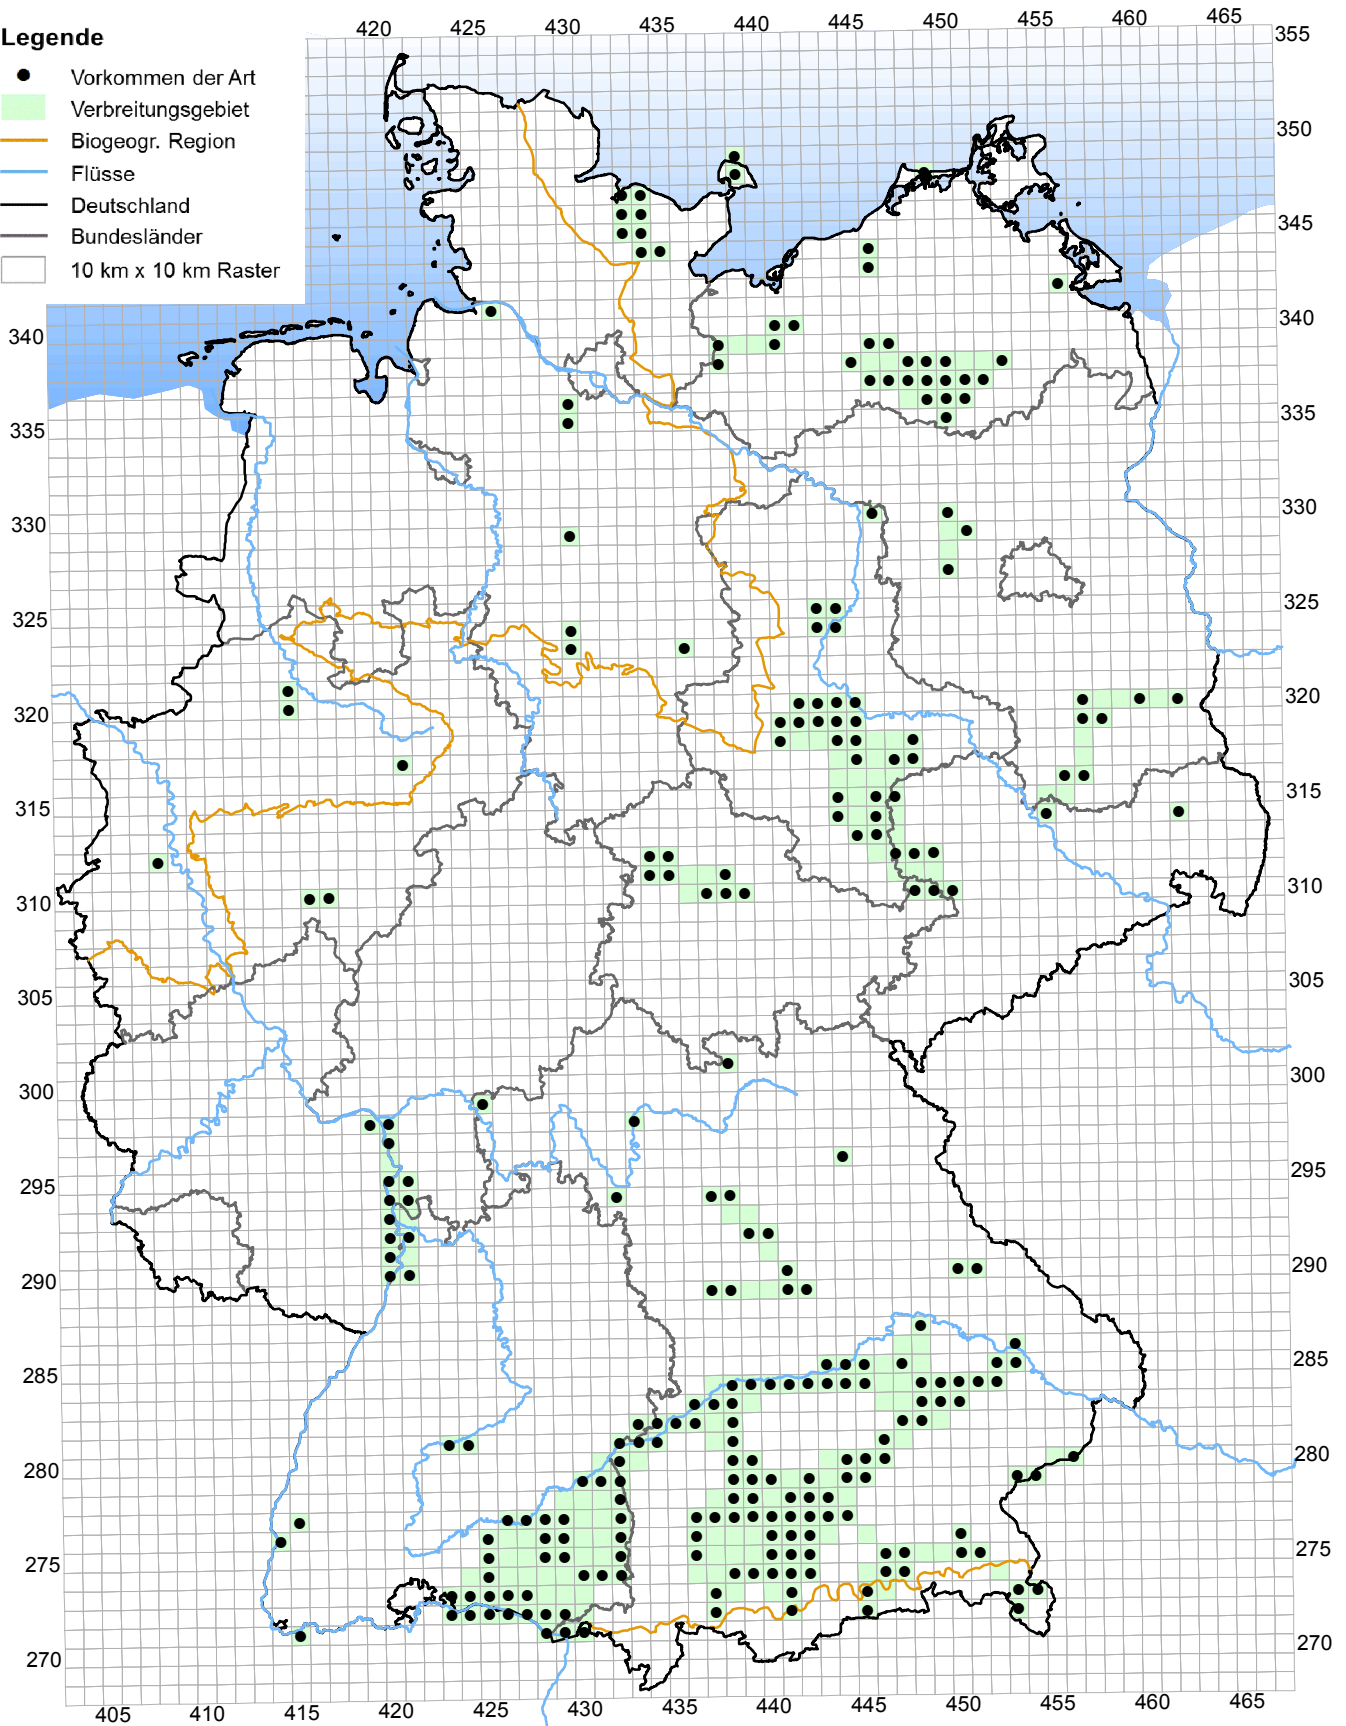 420 425 430 435 440 445 450 455 460 465
355
Legende
Vorkommen der Art
Verbreitungsgebiet
Biogeogr. Region
Flüsse
Deutschland
Bundesländer
10 km x 10 km Raster
350
345
340 340
335 335
330 330
325 325
320 320
315 315
310 310
305 305
300 300
295 295
290 290
285 285
280 280
275 275
270 270
405 410 415 420 425 430 435 440 445 450 455 460 465